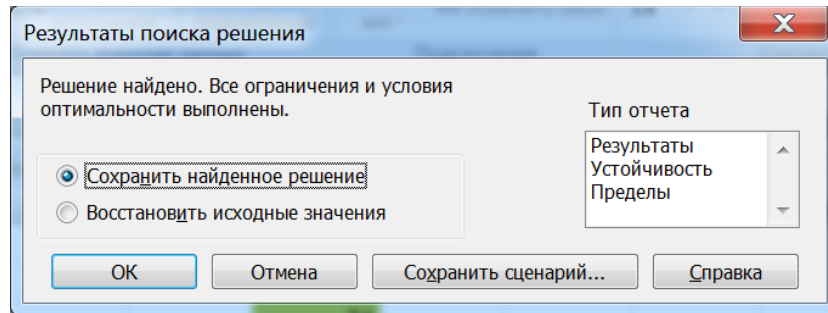 Результаты поиска решения
Решение найдено. Все ограничения и условия
оптимальности выполнены.
Тип отчета
Результаты
Устойчивость
Пределы
Сохранить найденное решение
Восстановить исходные значения
ОК
Отмена
Сохранить сценарий...
Справка